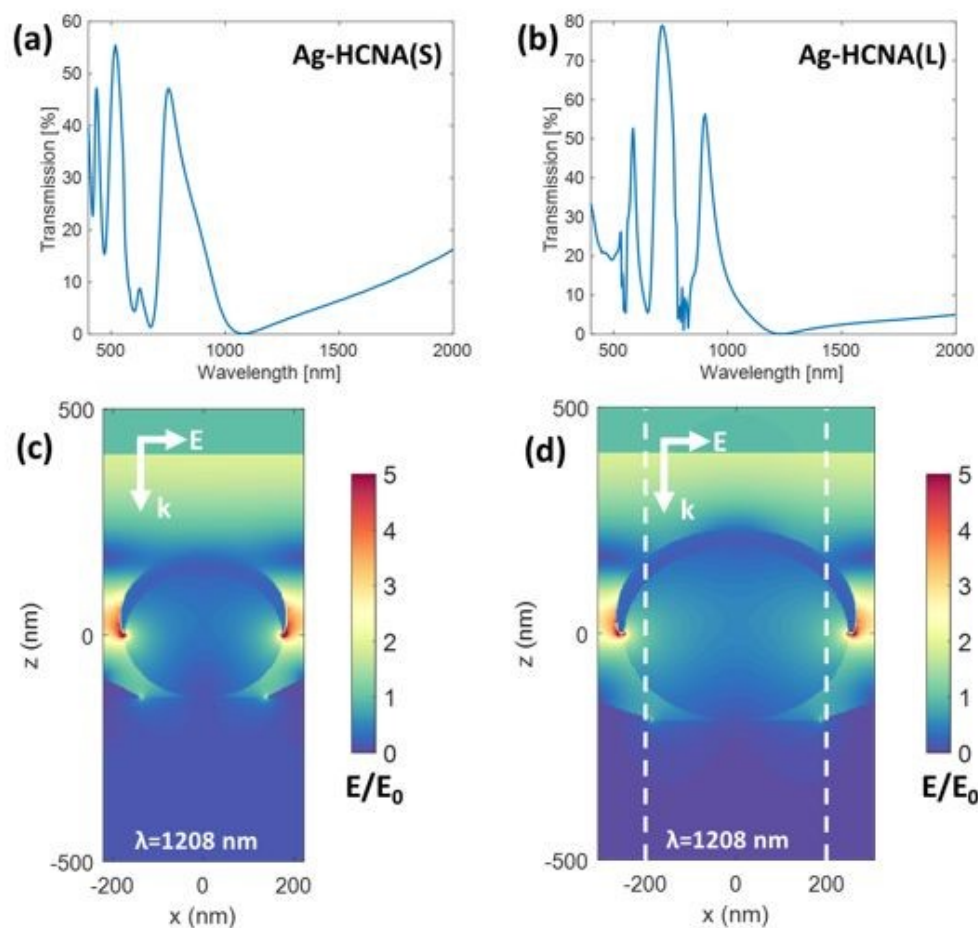 (a)
Ag-HCNA(S)
Transmission [%]
60
50
40
30
20
10
0
500
1000
1500
2000
Wavelength [nm]
(b)
Ag-HCNA(L)
Transmission [%]
80
70
60
50
40
30
20
10
0
500
1000
1500
2000
Wavelength [nm]
(c)
500
0
-500
z (nm)
E
k
λ=1208 nm
-200
0
200
x (nm)
5
4
3
2
1
0
E/E₀
(d)
500
0
-500
z (nm)
E
k
λ=1208 nm
-200
0
200
x (nm)
5
4
3
2
1
0
E/E₀